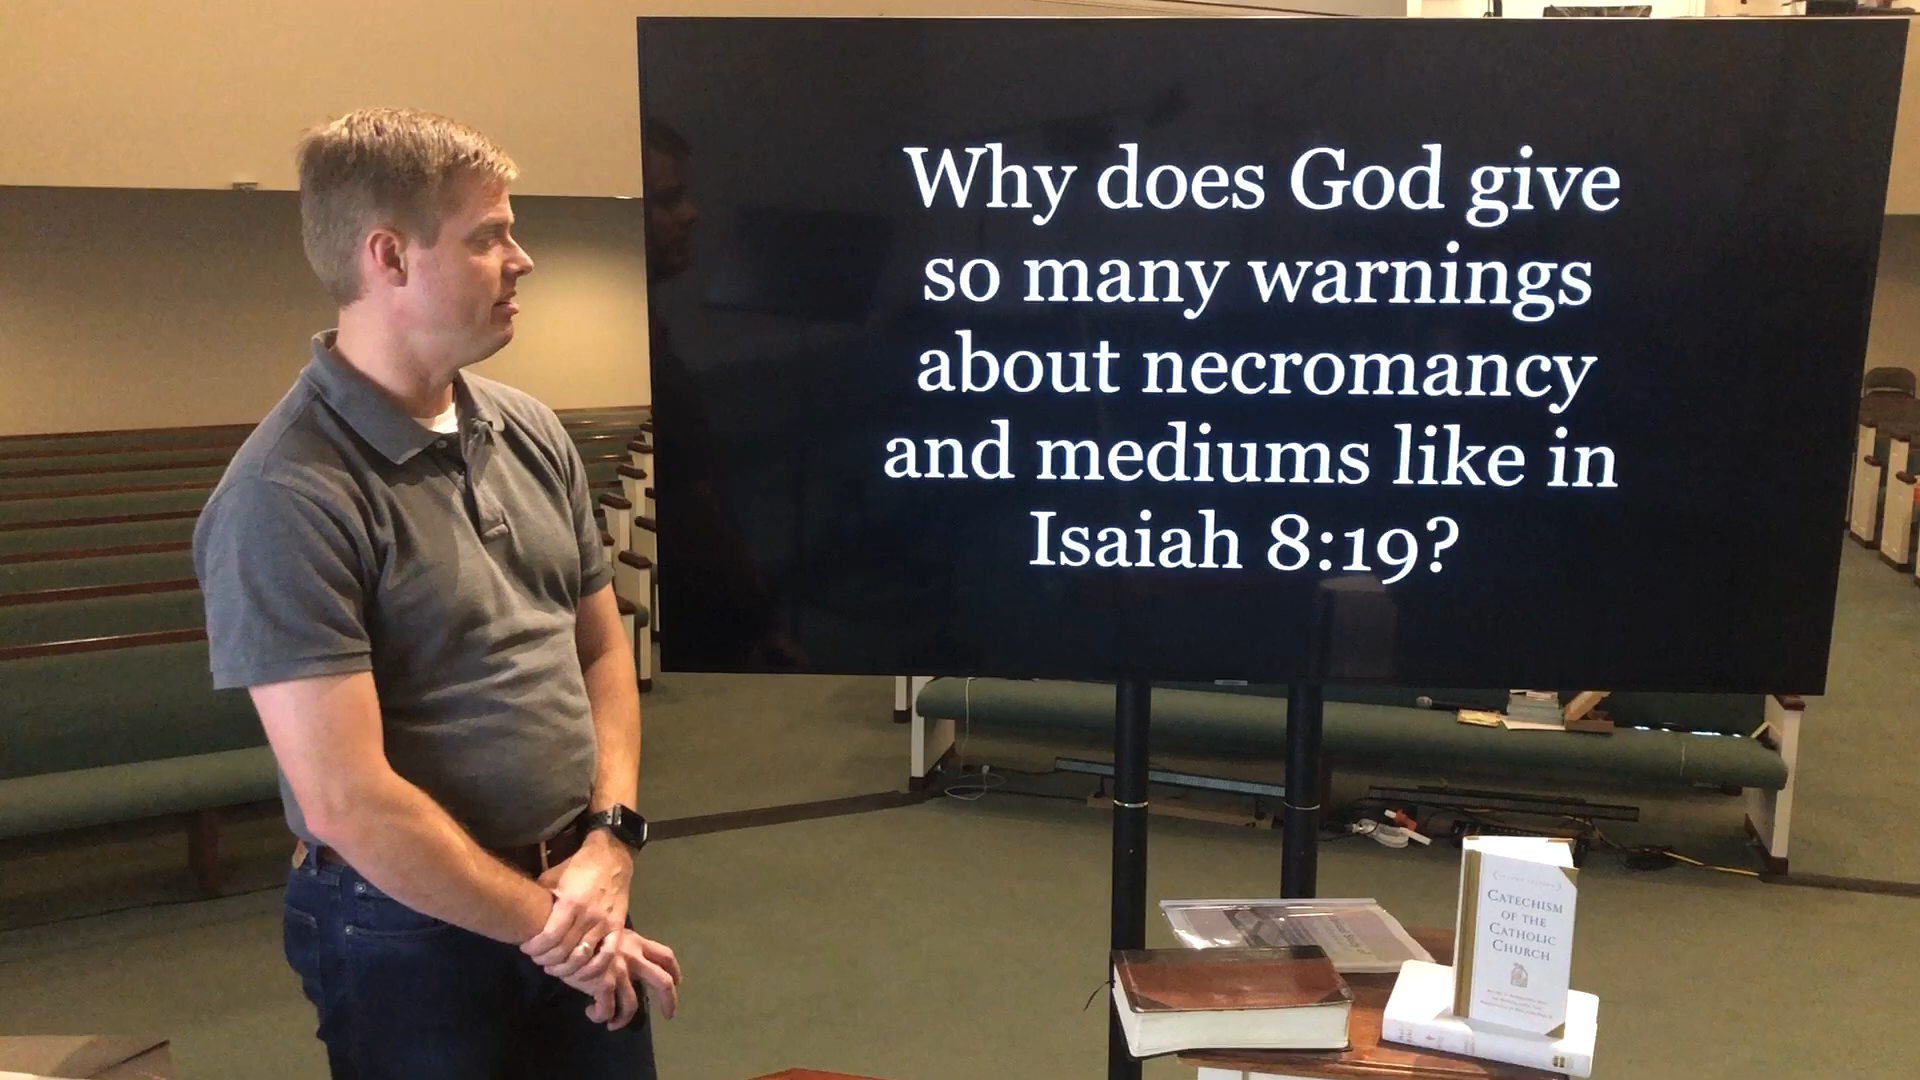 Why does God give
so many warnings
about necromancy
and mediums like in
Isaiah 8:19?
CATECHISM
OF THE
CATHOLIC
CHURCH